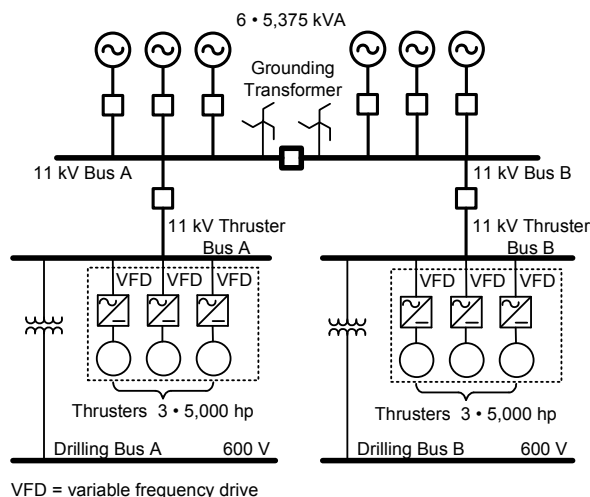 6 • 5,375 kVA
Grounding
Transformer
11 kV Bus A
11 kV Bus B
11 kV Thruster
Bus A
11 kV Thruster
Bus B
VFD VFD VFD
VFD VFD VFD
Thrusters 3 • 5,000 hp
Thrusters 3 • 5,000 hp
Drilling Bus A 600 V
Drilling Bus B 600 V
VFD = variable frequency drive